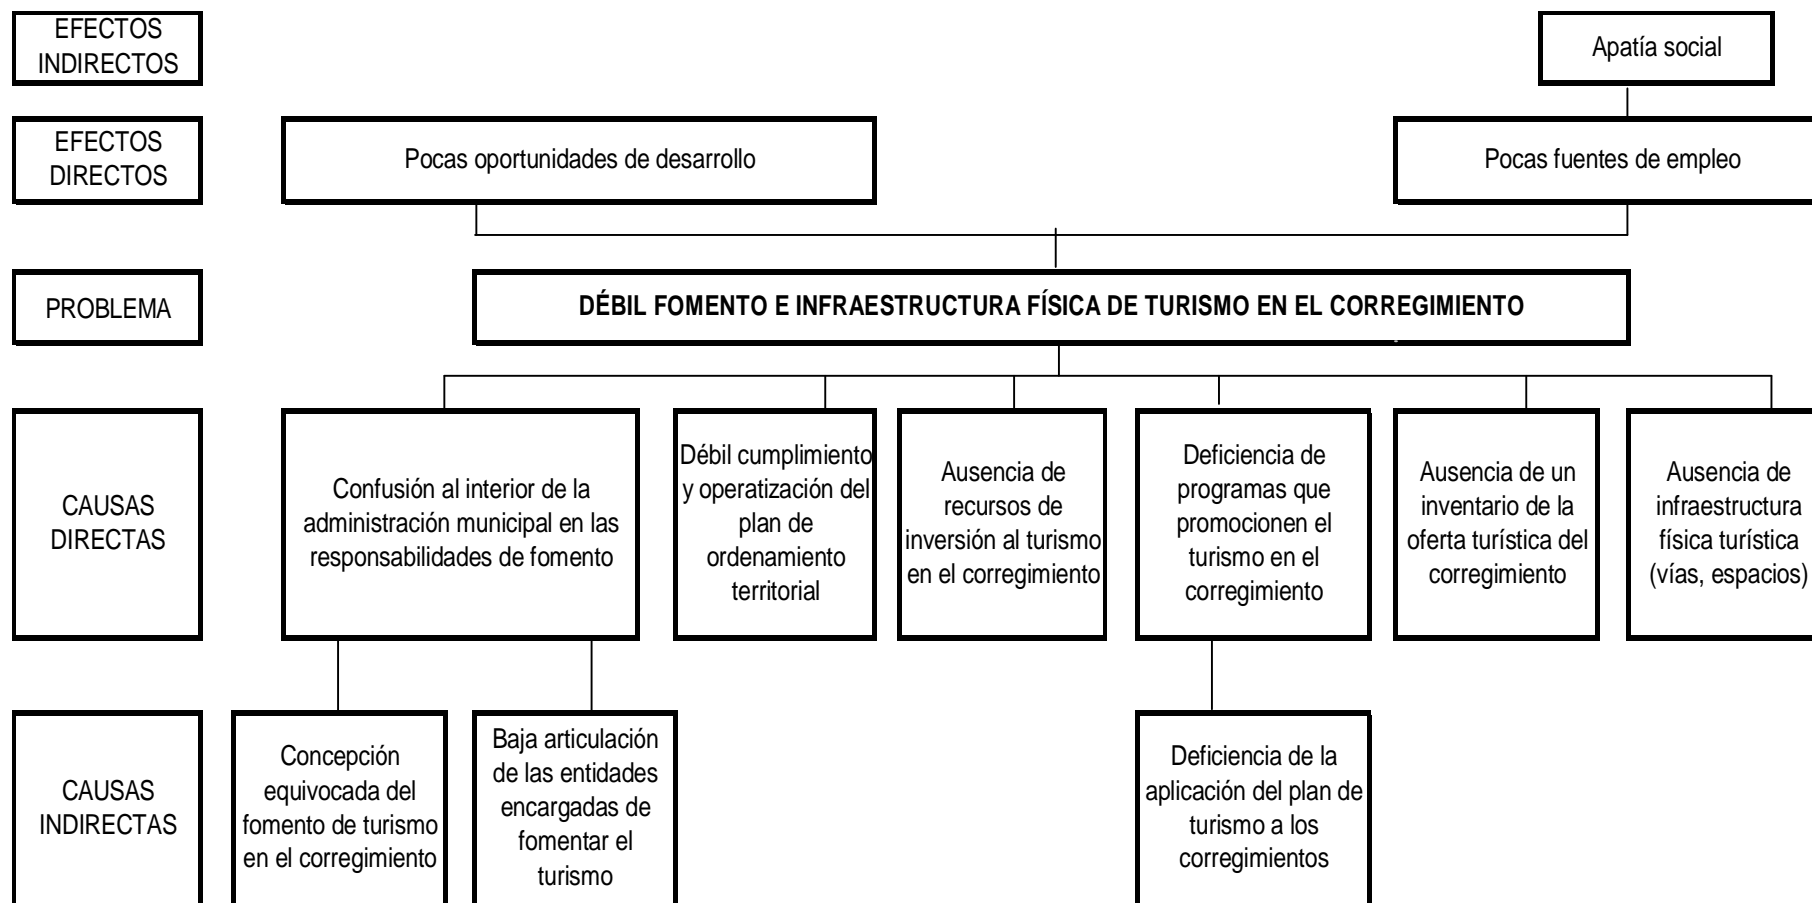 EFECTOS
INDIRECTOS
Apatía social
EFECTOS
DIRECTOS
Pocas oportunidades de desarrollo
Pocas fuentes de empleo
PROBLEMA
DÉBIL FOMENTO E INFRAESTRUCTURA FÍSICA DE TURISMO EN EL CORREGIMIENTO
CAUSAS
DIRECTAS
Confusión al interior de la
administración municipal en las
responsabilidades de fomento
Débil cumplimiento
y operatización del
plan de
ordenamiento
territorial
Ausencia de
recursos de
inversión al turismo
en el corregimiento
Deficiencia de
programas que
promocionen el
turismo en el
corregimiento
Ausencia de un
inventario de la
oferta turística del
corregimiento
Ausencia de
infraestructura
física turística
(vías, espacios)
CAUSAS
INDIRECTAS
Concepción
equivocada del
fomento de turismo
en el corregimiento
Baja articulación
de las entidades
encargadas de
fomentar el
turismo
Deficiencia de la
aplicación del plan de
turismo a los
corregimientos